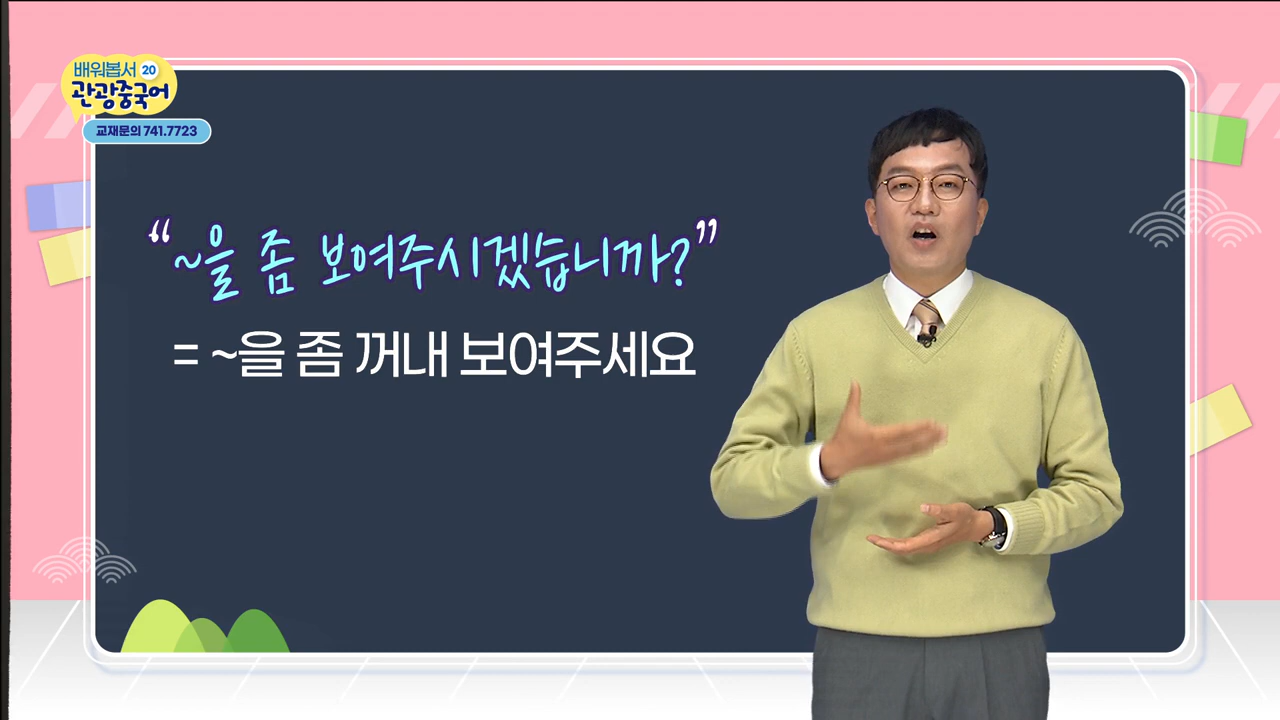 배워봅서 20
관광중국어
교재문의 741.7723
“~을 좀 보여주시겠습니까?”
= ~을 좀 꺼내 보여주세요